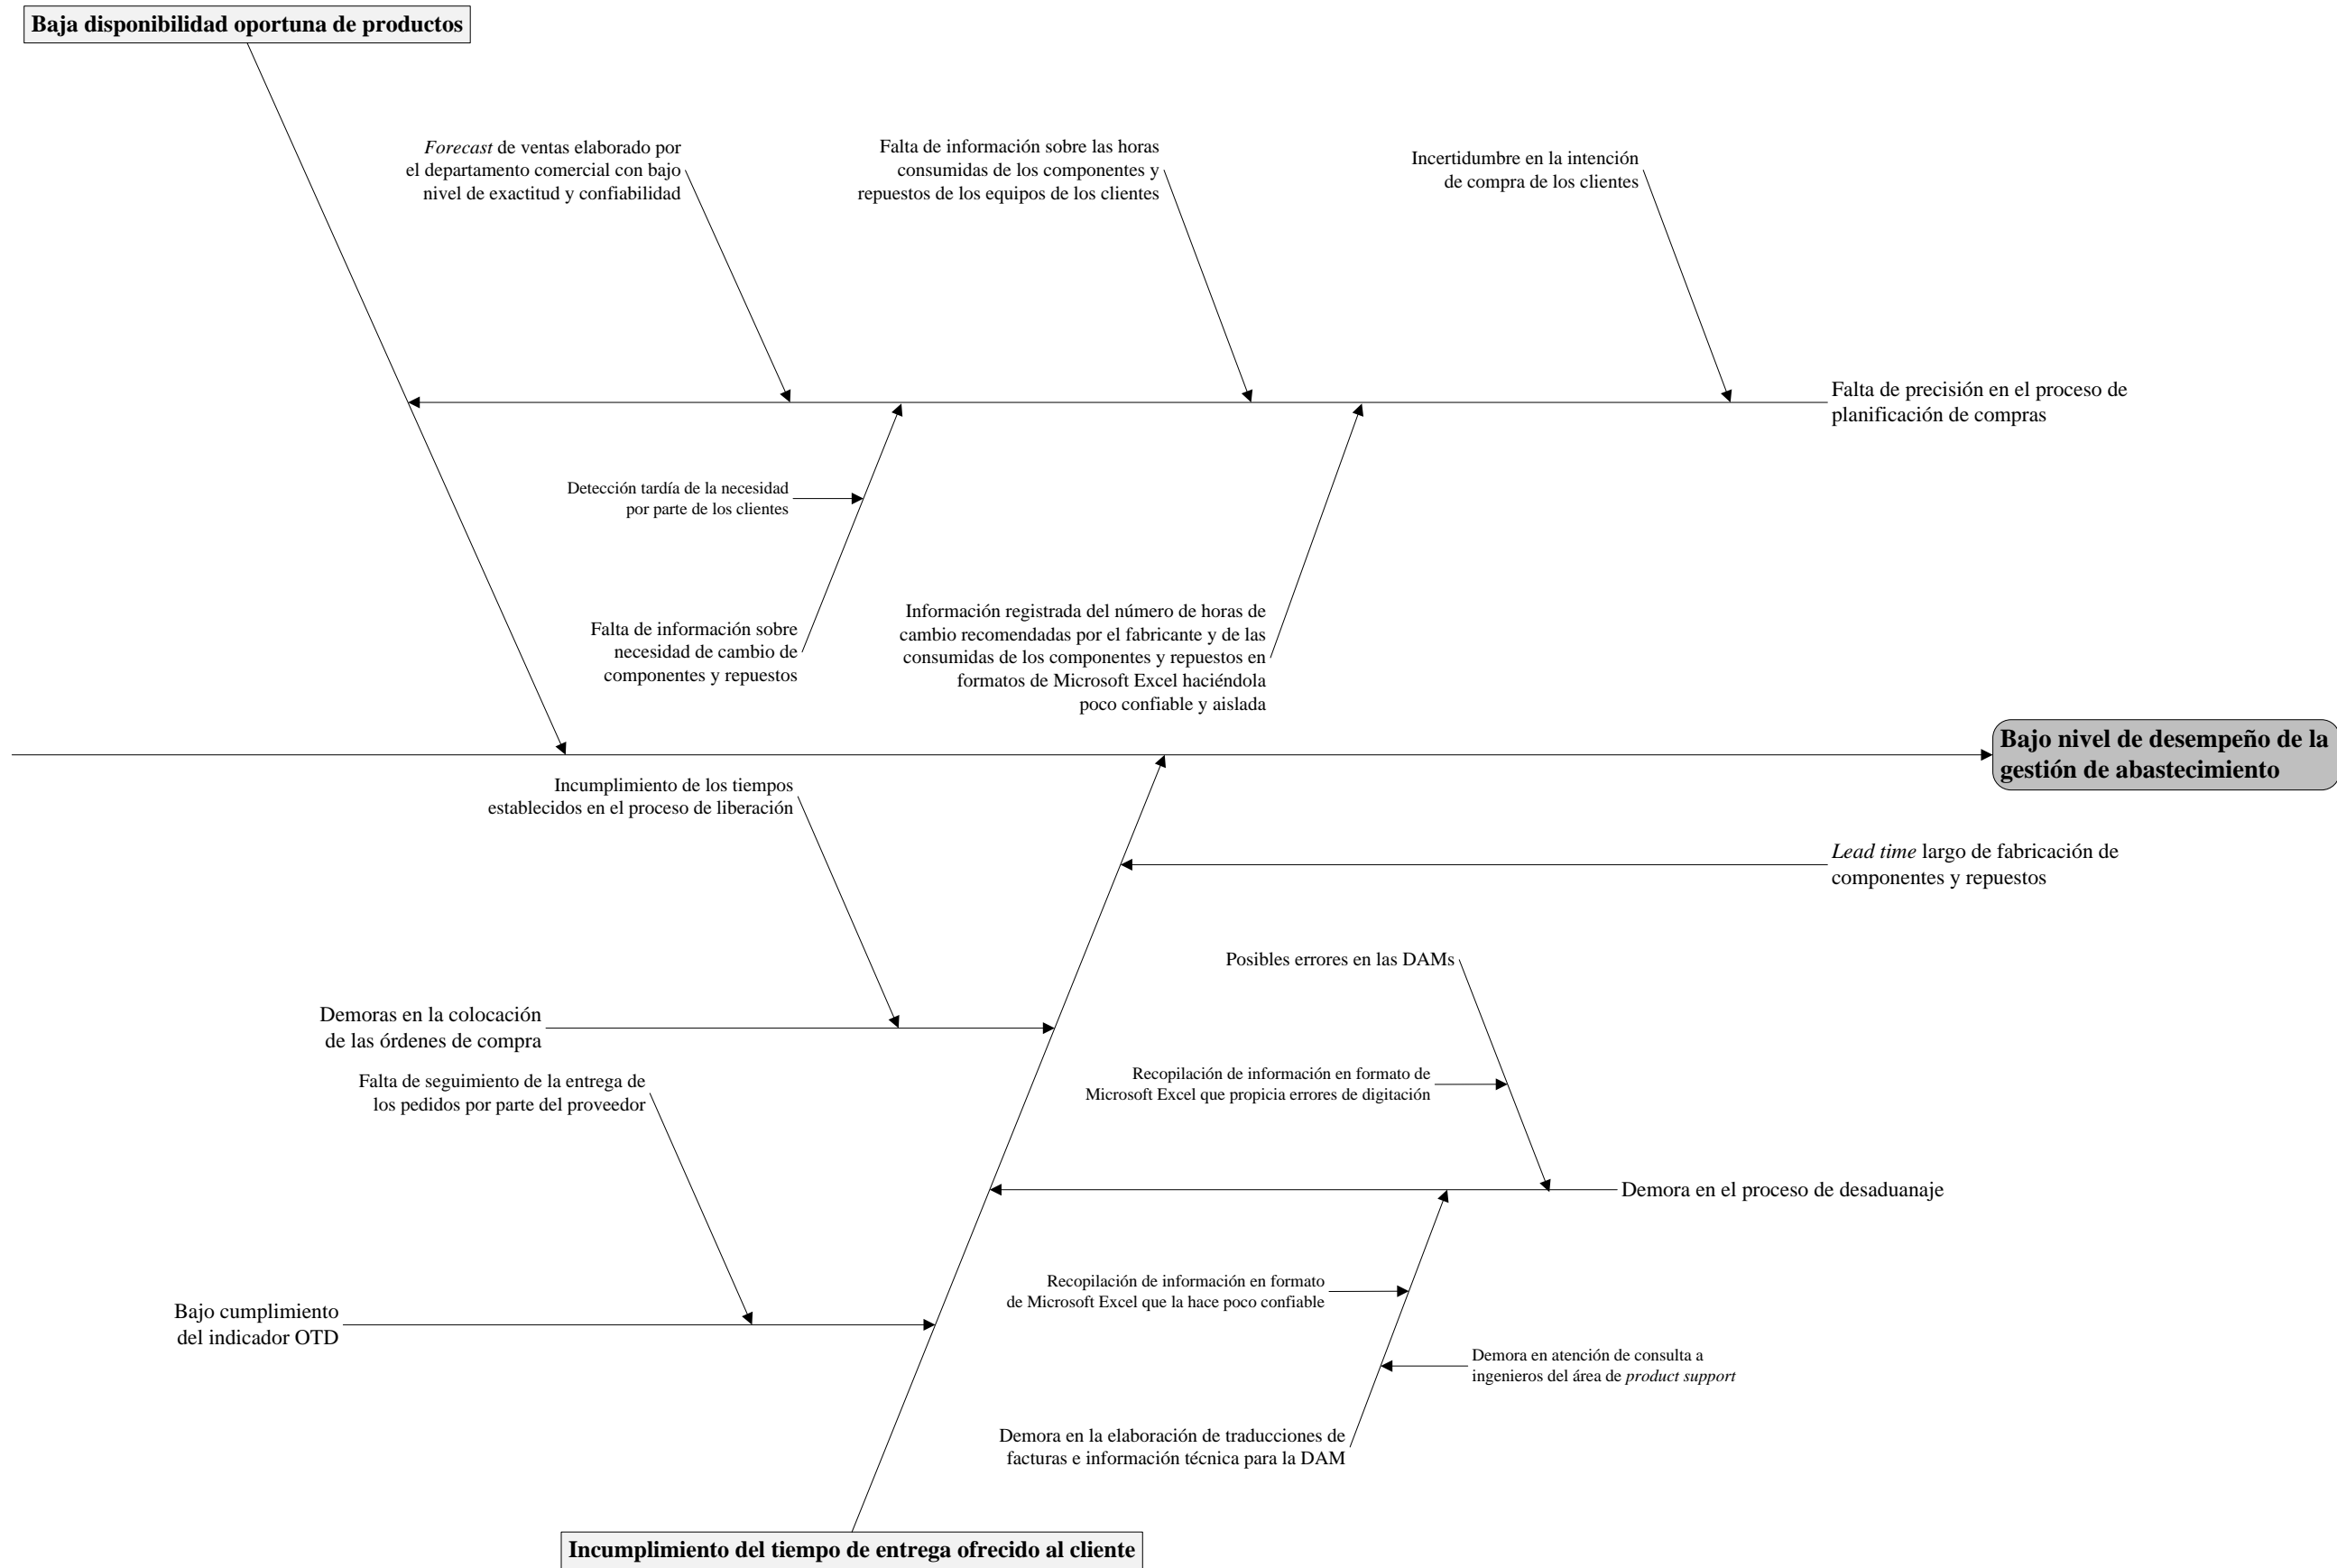 Baja disponibilidad oportuna de productos
Forecast de ventas elaborado por
el departamento comercial con bajo
nivel de exactitud y confiabilidad
Falta de información sobre las horas
consumidas de los componentes y
repuestos de los equipos de los clientes
Incertidumbre en la intención
de compra de los clientes
Falta de precisión en el proceso de
planificación de compras
Detección tardía de la necesidad
por parte de los clientes
Falta de información sobre
necesidad de cambio de
componentes y repuestos
Información registrada del número de horas de
cambio recomendadas por el fabricante y de las
consumidas de los componentes y repuestos en
formatos de Microsoft Excel haciéndola
poco confiable y aislada
Bajo nivel de desempeño de la
gestión de abastecimiento
Incumplimiento de los tiempos
establecidos en el proceso de liberación
Lead time largo de fabricación de
componentes y repuestos
Posibles errores en las DAMs
Demoras en la colocación
de las órdenes de compra
Recopilación de información en formato de
Microsoft Excel que propicia errores de digitación
Falta de seguimiento de la entrega de
los pedidos por parte del proveedor
Demora en el proceso de desaduanaje
Recopilación de información en formato
de Microsoft Excel que la hace poco confiable
Bajo cumplimiento
del indicador OTD
Demora en atención de consulta a
ingenieros del área de product support
Demora en la elaboración de traducciones de
facturas e información técnica para la DAM
Incumplimiento del tiempo de entrega ofrecido al cliente